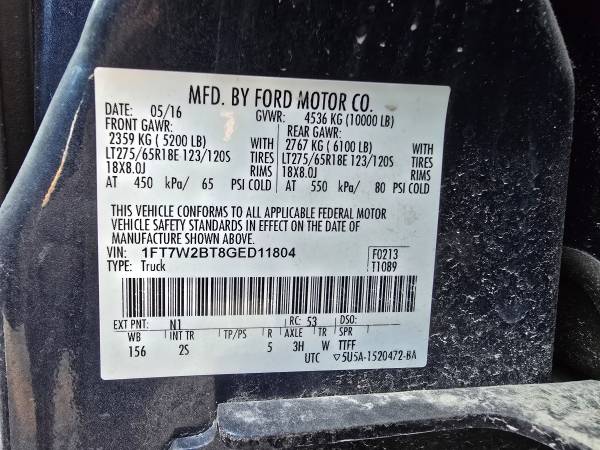 MFD. BY FORD MOTOR CO.
DATE: 05/16 GVWR: 4536 KG (10000 LB)
FRONT GAWR: REAR GAWR:
2359 KG ( 5200 LB) WITH 2767 KG ( 6100 LB) WITH
LT275/65R18E 123/120S TIRES LT275/65R18E 123/120S TIRES
18X8.0J RIMS 18X8.0J RIMS
AT 450 kPa/ 65 PSI COLD AT 550 kPa/ 80 PSI COLD
THIS VEHICLE CONFORMS TO ALL APPLICABLE FEDERAL MOTOR
VEHICLE SAFETY STANDARDS IN EFFECT ON THE DATE OF
MANUFACTURE SHOWN ABOVE.
VIN: 1FT7W2BT8GED11804 F0213
TYPE: Truck T1089
EXT PNT: N1 RC: 53 DSO:
WB INT TR TP/PS R AXLE TR SPR
156 2S 5 3H W TTFF
UTC ▽5U5A-1520472-BA